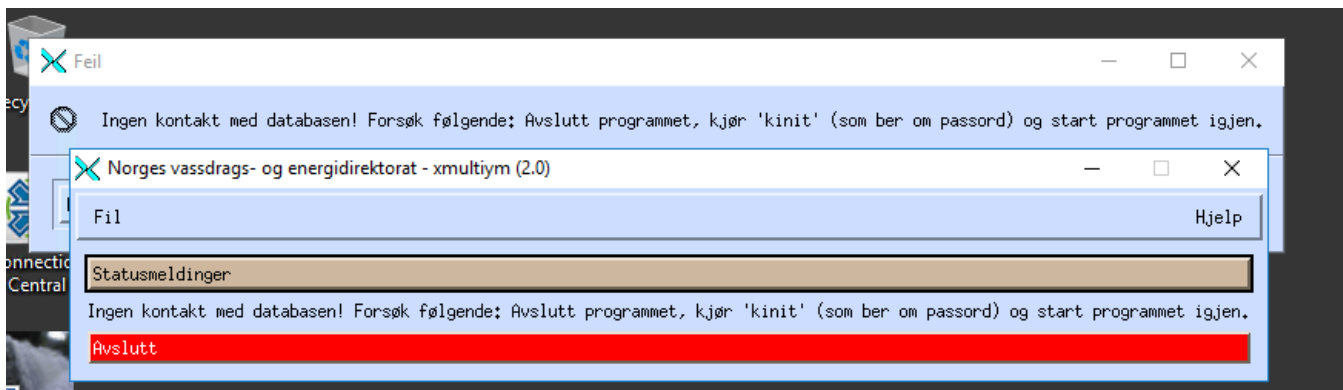 Feil
Ingen kontakt med databasen! Forsøk følgende: Avslutt programmet, kjør 'kinit' (som ber om passord) og start programmet igjen.
Norges vassdrags- og energidirektorat - xmultiym (2.0)
Fil Hjelp
Statusmeldinger
Ingen kontakt med databasen! Forsøk følgende: Avslutt programmet, kjør 'kinit' (som ber om passord) og start programmet igjen.
Avslutt
ecy
onnectic
Central